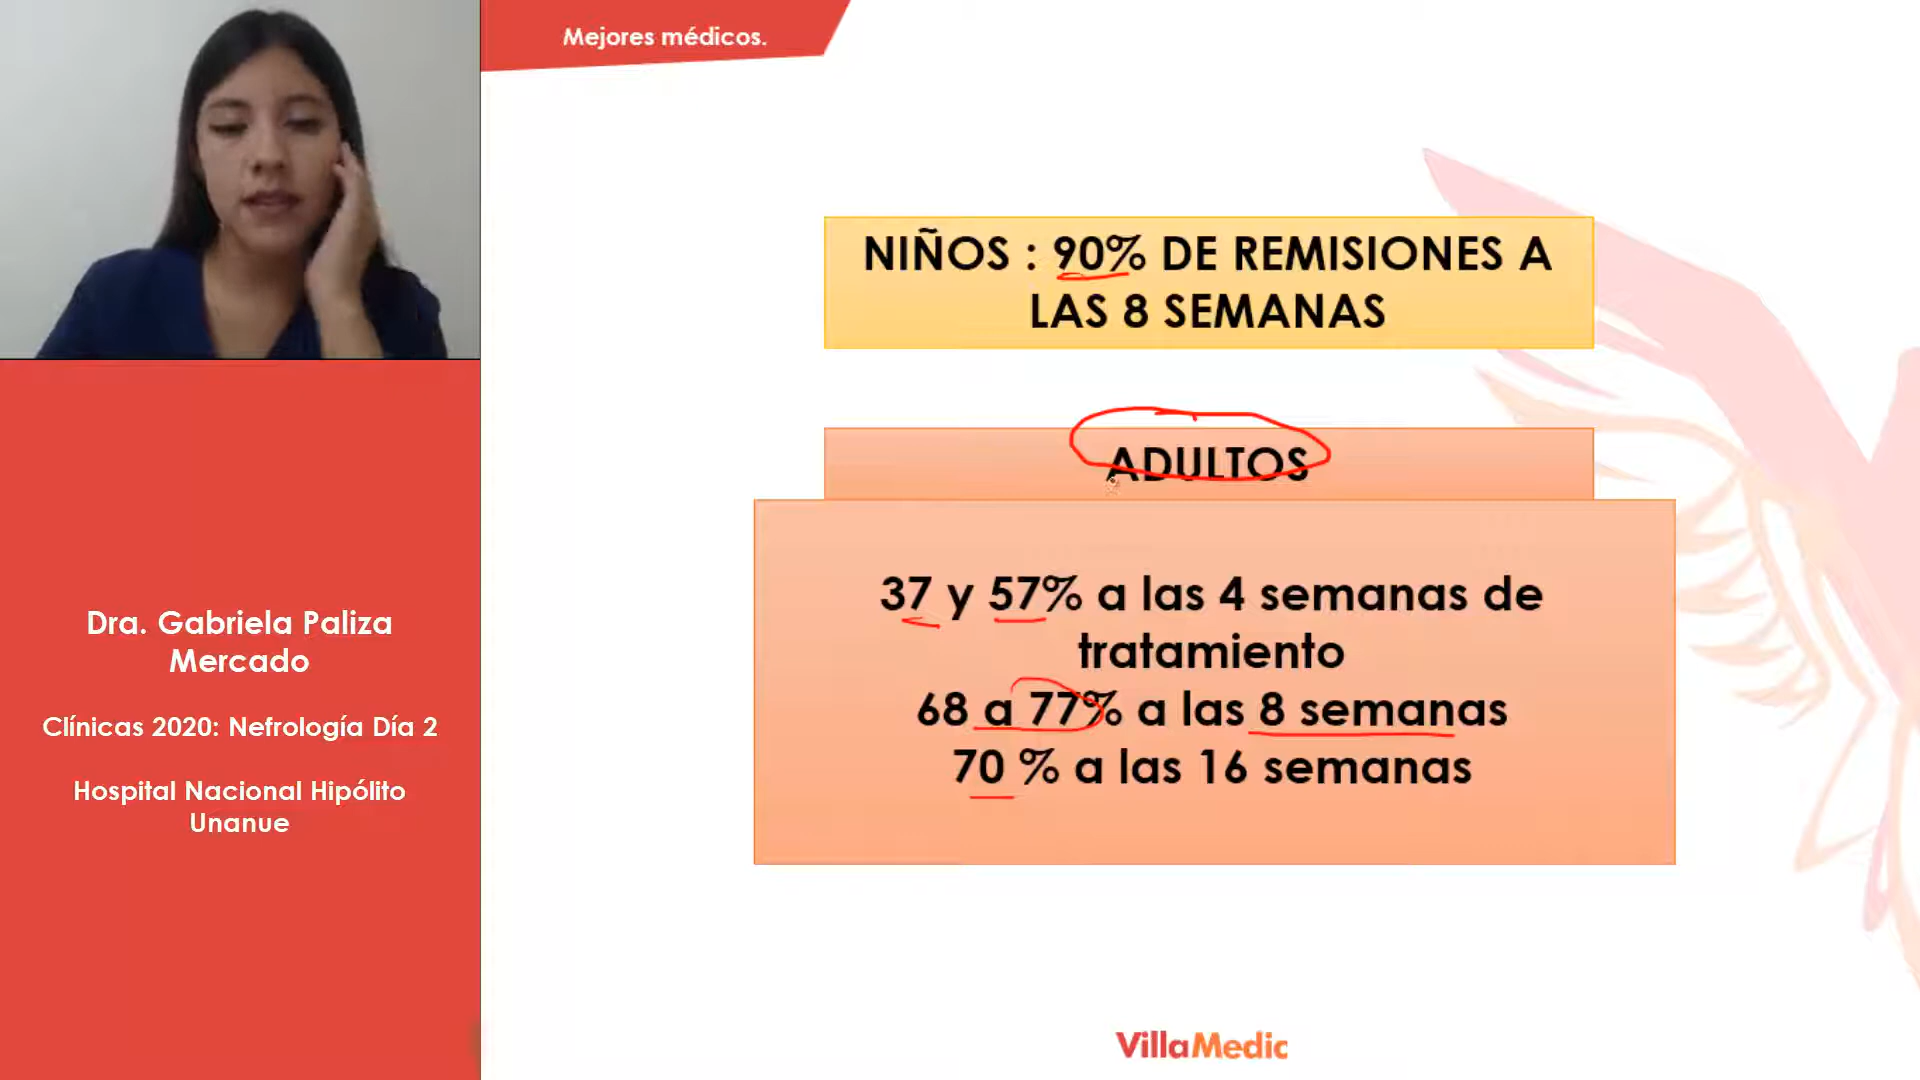 Mejores médicos.
NIÑOS : 90% DE REMISIONES A
LAS 8 SEMANAS
ADULTOS
37 y 57% a las 4 semanas de
tratamiento
68 a 77% a las 8 semanas
70 % a las 16 semanas
Dra. Gabriela Paliza
Mercado
Clínicas 2020: Nefrología Día 2
Hospital Nacional Hipólito
Unanue
VillaMedic